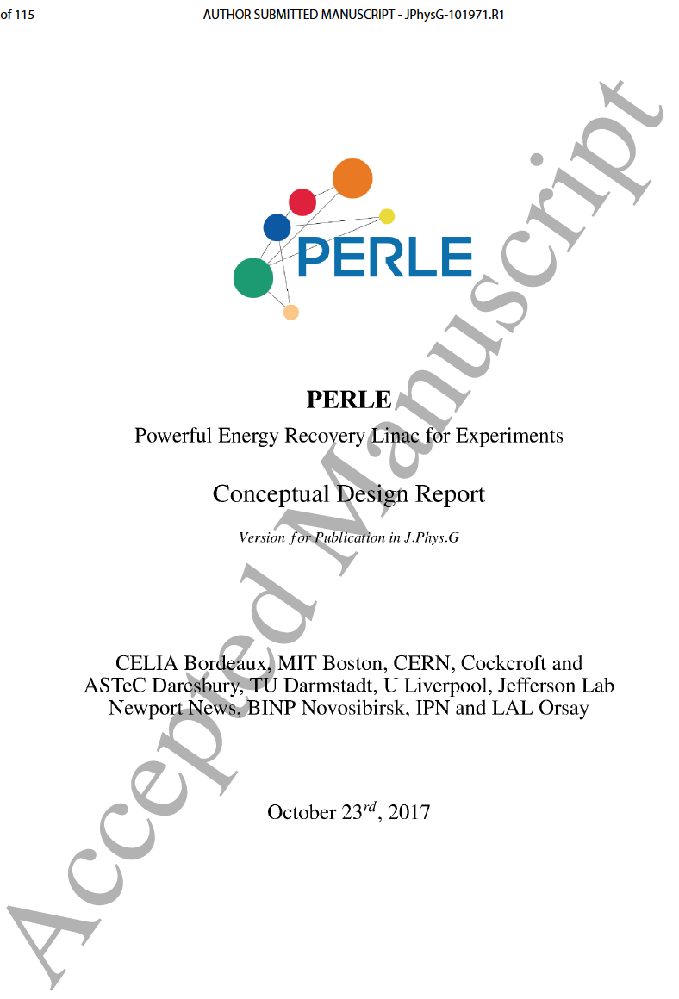 of 115
AUTHOR SUBMITTED MANUSCRIPT - JPhysG-101971.R1
PERLE
PERLE
Powerful Energy Recovery Linac for Experiments
Conceptual Design Report
Version for Publication in J.Phys.G
CELIA Bordeaux, MIT Boston, CERN, Cockcroft and
ASTeC Daresbury, TU Darmstadt, U Liverpool, Jefferson Lab
Newport News, BINP Novosibirsk, IPN and LAL Orsay
October 23rd, 2017
Accepted Manuscript